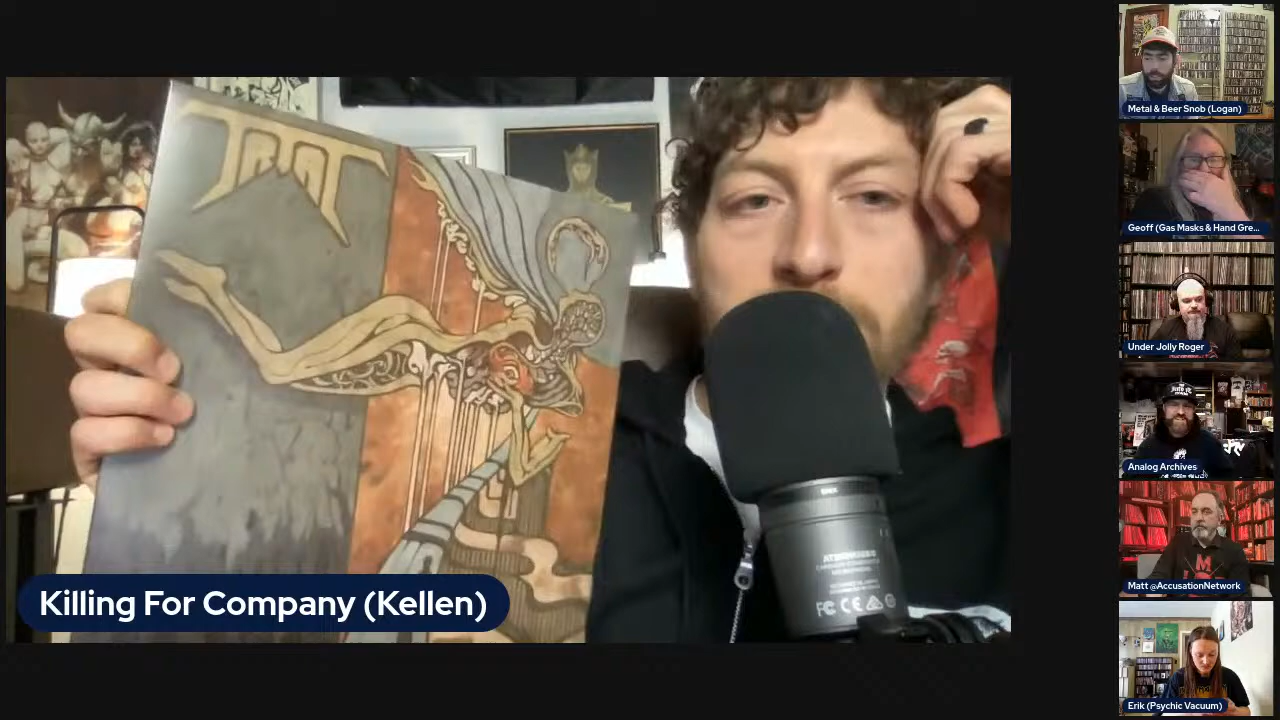 Killing For Company (Kellen)
Metal & Beer Snob (Logan)
Geoff (Gas Masks & Hand Gre...
Under Jolly Roger
Analog Archives
Matt @AccusationNetwork
Erik (Psychic Vacuum)